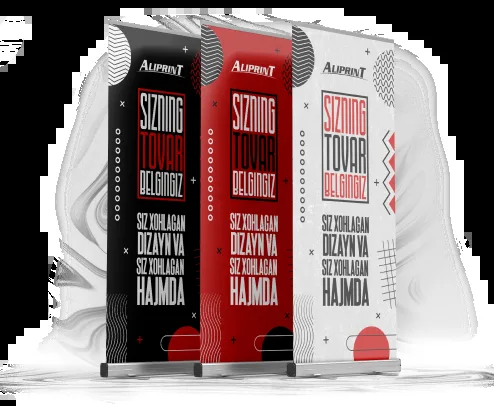 ALIPRINT
SIZNING
TOVAR
BELGINGIZ
SIZ XOHLAGAN
DIZAYN VA
SIZ XOHLAGAN
HAJMDA
ALIPRINT
SIZNING
TOVAR
BELGINGIZ
SIZ XOHLAGAN
DIZAYN VA
SIZ XOHLAGAN
HAJMDA
ALIPRINT
SIZNING
TOVAR
BELGINGIZ
SIZ XOHLAGAN
DIZAYN VA
SIZ XOHLAGAN
HAJMDA